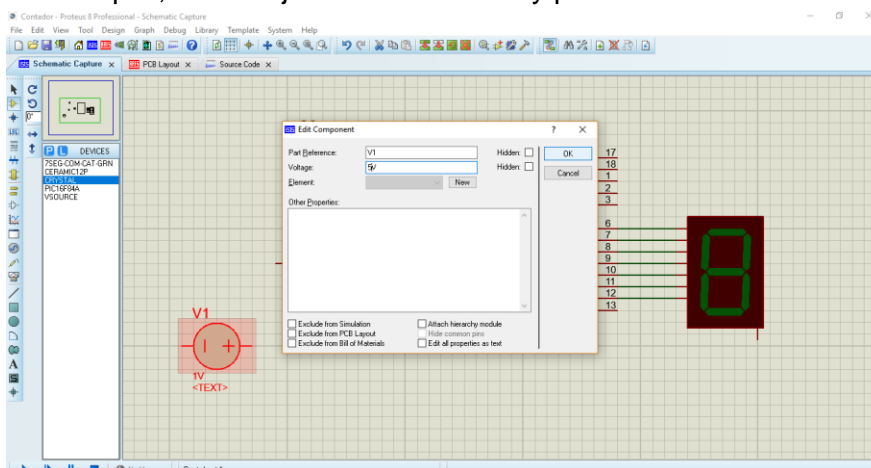 Contador - Proteus 8 Professional - Schematic Capture
File Edit View Tool Design Graph Debug Library Template System Help
Schematic Capture x PCB Layout x Source Code x
0°
LBL
P L DEVICES
7SEG-COM-CAT-GRN
CERAMIC12P
CRYSTAL
PIC16F84A
VSOURCE
ISIS Edit Component ? X
Part Reference: V1 Hidden:
Voltage: 5V Hidden:
Element: New
OK
Cancel
Other Properties:
Exclude from Simulation
Exclude from PCB Layout
Exclude from Bill of Materials
Attach hierarchy module
Hide common pins
Edit all properties as text
17
18
1
2
3
6
7
8
9
10
11
12
13
V1
1V
<TEXT>
A